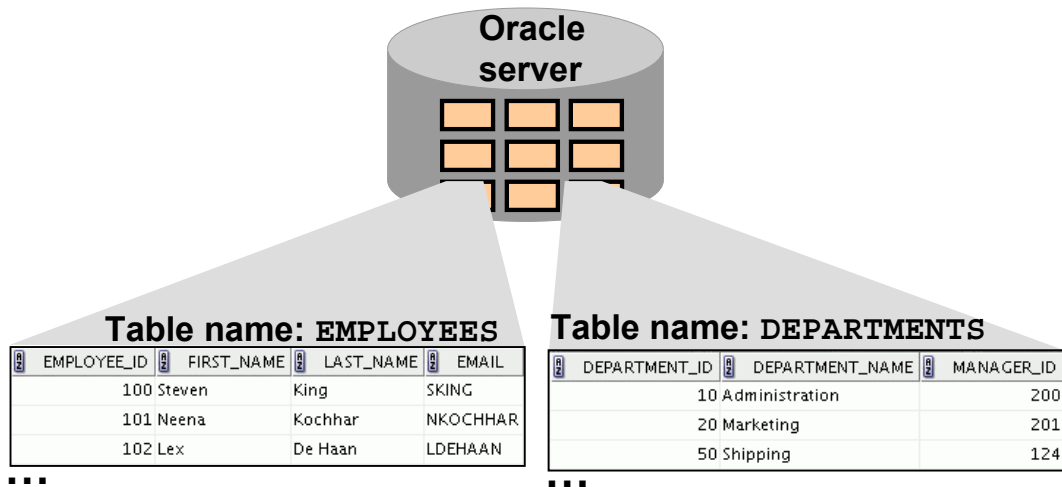 Oracle
server
Table name: EMPLOYEES
EMPLOYEE_ID FIRST_NAME LAST_NAME EMAIL
100 Steven King SKING
101 Neena Kochhar NKOCHHAR
102 Lex De Haan LDEHAAN
...
Table name: DEPARTMENTS
DEPARTMENT_ID DEPARTMENT_NAME MANAGER_ID
10 Administration 200
20 Marketing 201
50 Shipping 124
...